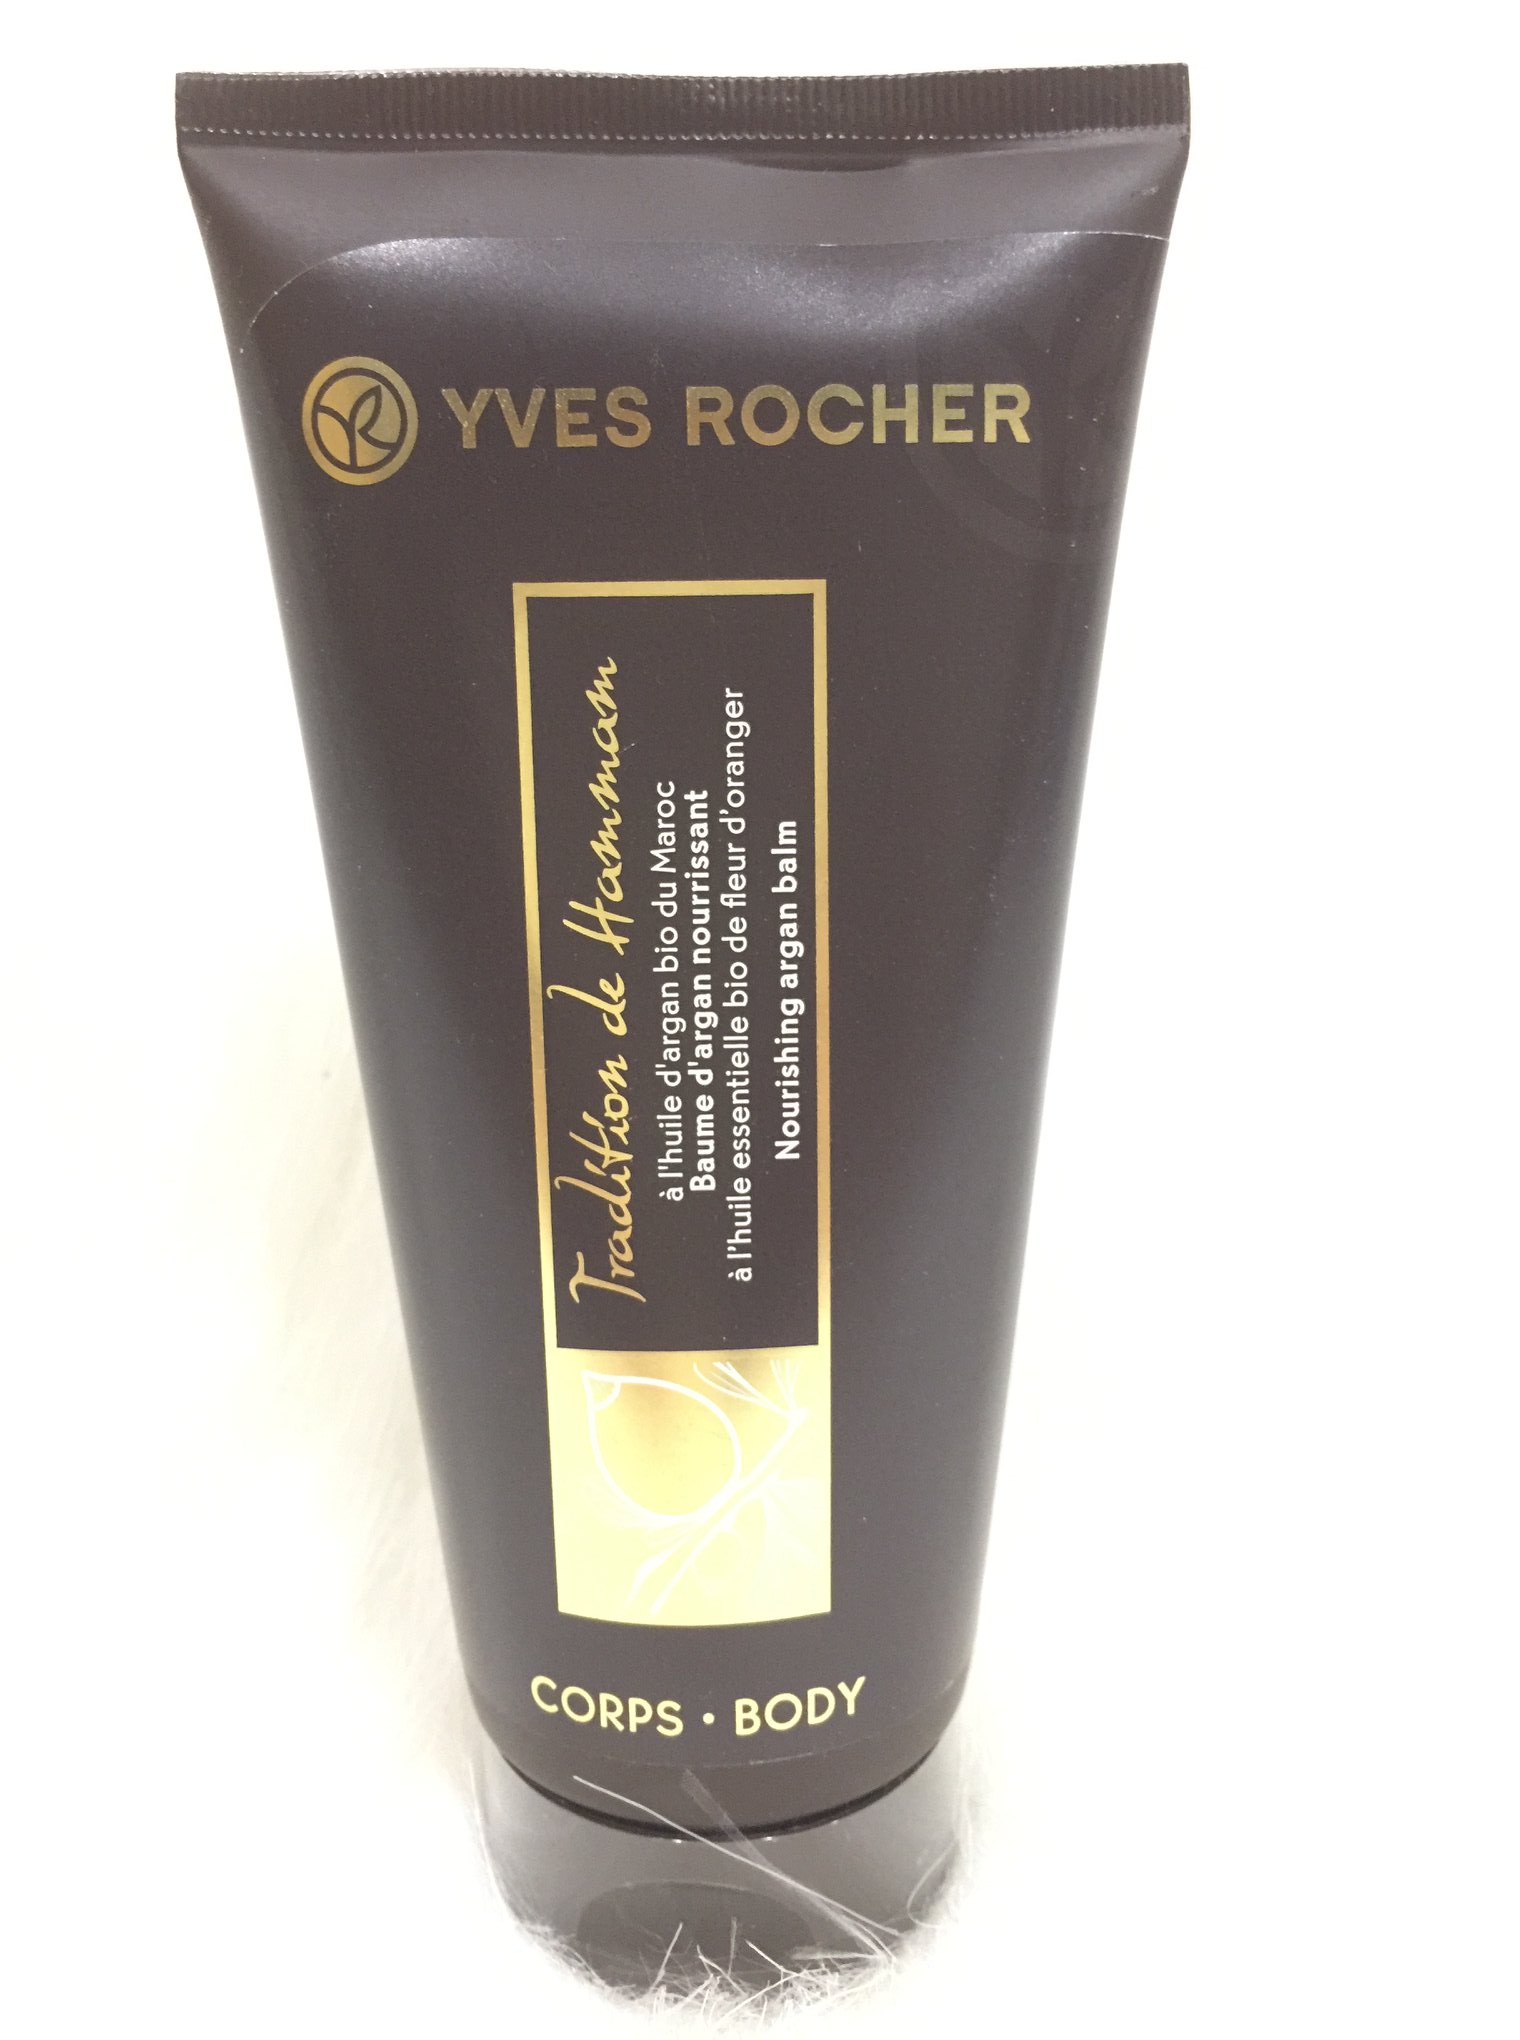 YVES ROCHER
Tradition de Hammam
à l'huile d'argan bio du Maroc
Baume d'argan nourrissant
à l'huile essentielle bio de fleur d'oranger
Nourishing argan balm
CORPS • BODY